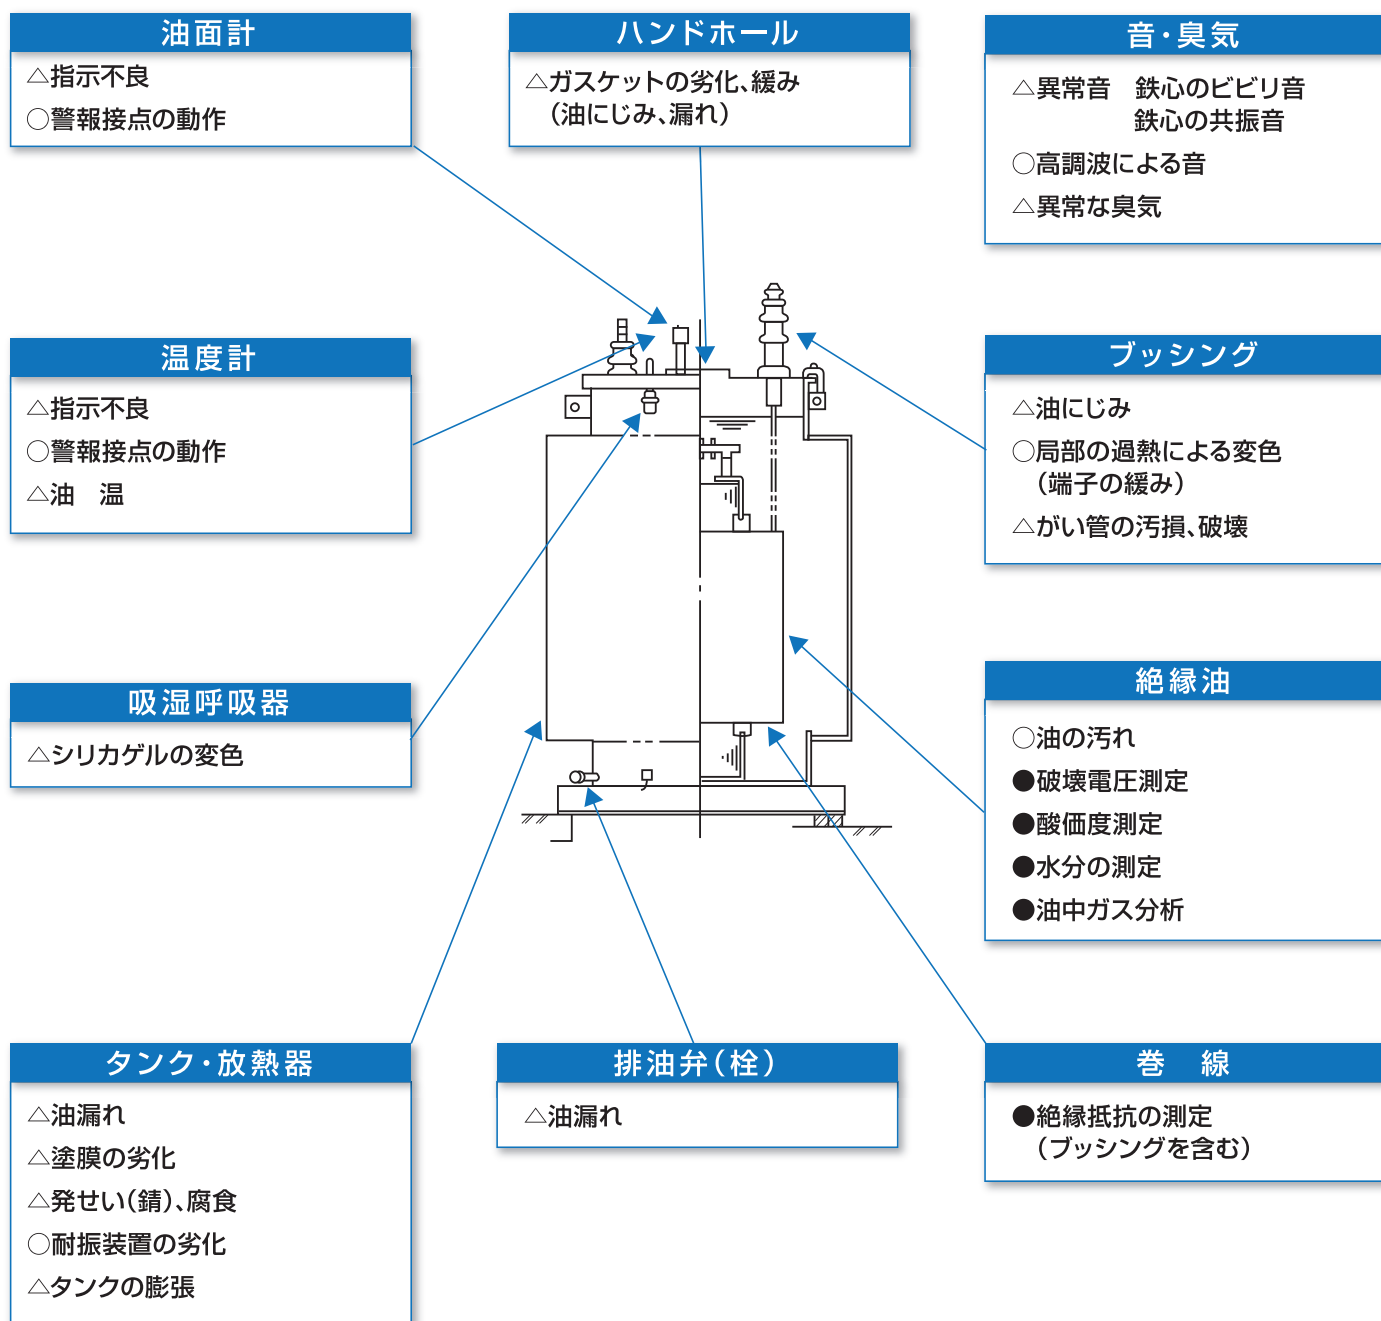 油面計
△指示不良
○警報接点の動作
ハンドホール
△ガスケットの劣化、緩み
（油にじみ、漏れ）
音・臭気
△異常音　鉄心のビビリ音
鉄心の共振音
○高調波による音
△異常な臭気
温度計
△指示不良
○警報接点の動作
△油　温
ブッシング
△油にじみ
○局部の過熱による変色
（端子の緩み）
△がい管の汚損、破壊
吸湿呼吸器
△シリカゲルの変色
絶縁油
○油の汚れ
●破壊電圧測定
●酸価度測定
●水分の測定
●油中ガス分析
タンク・放熱器
△油漏れ
△塗膜の劣化
△発せい（錆）、腐食
○耐振装置の劣化
△タンクの膨張
排油弁（栓）
△油漏れ
巻　線
●絶縁抵抗の測定
（ブッシングを含む）